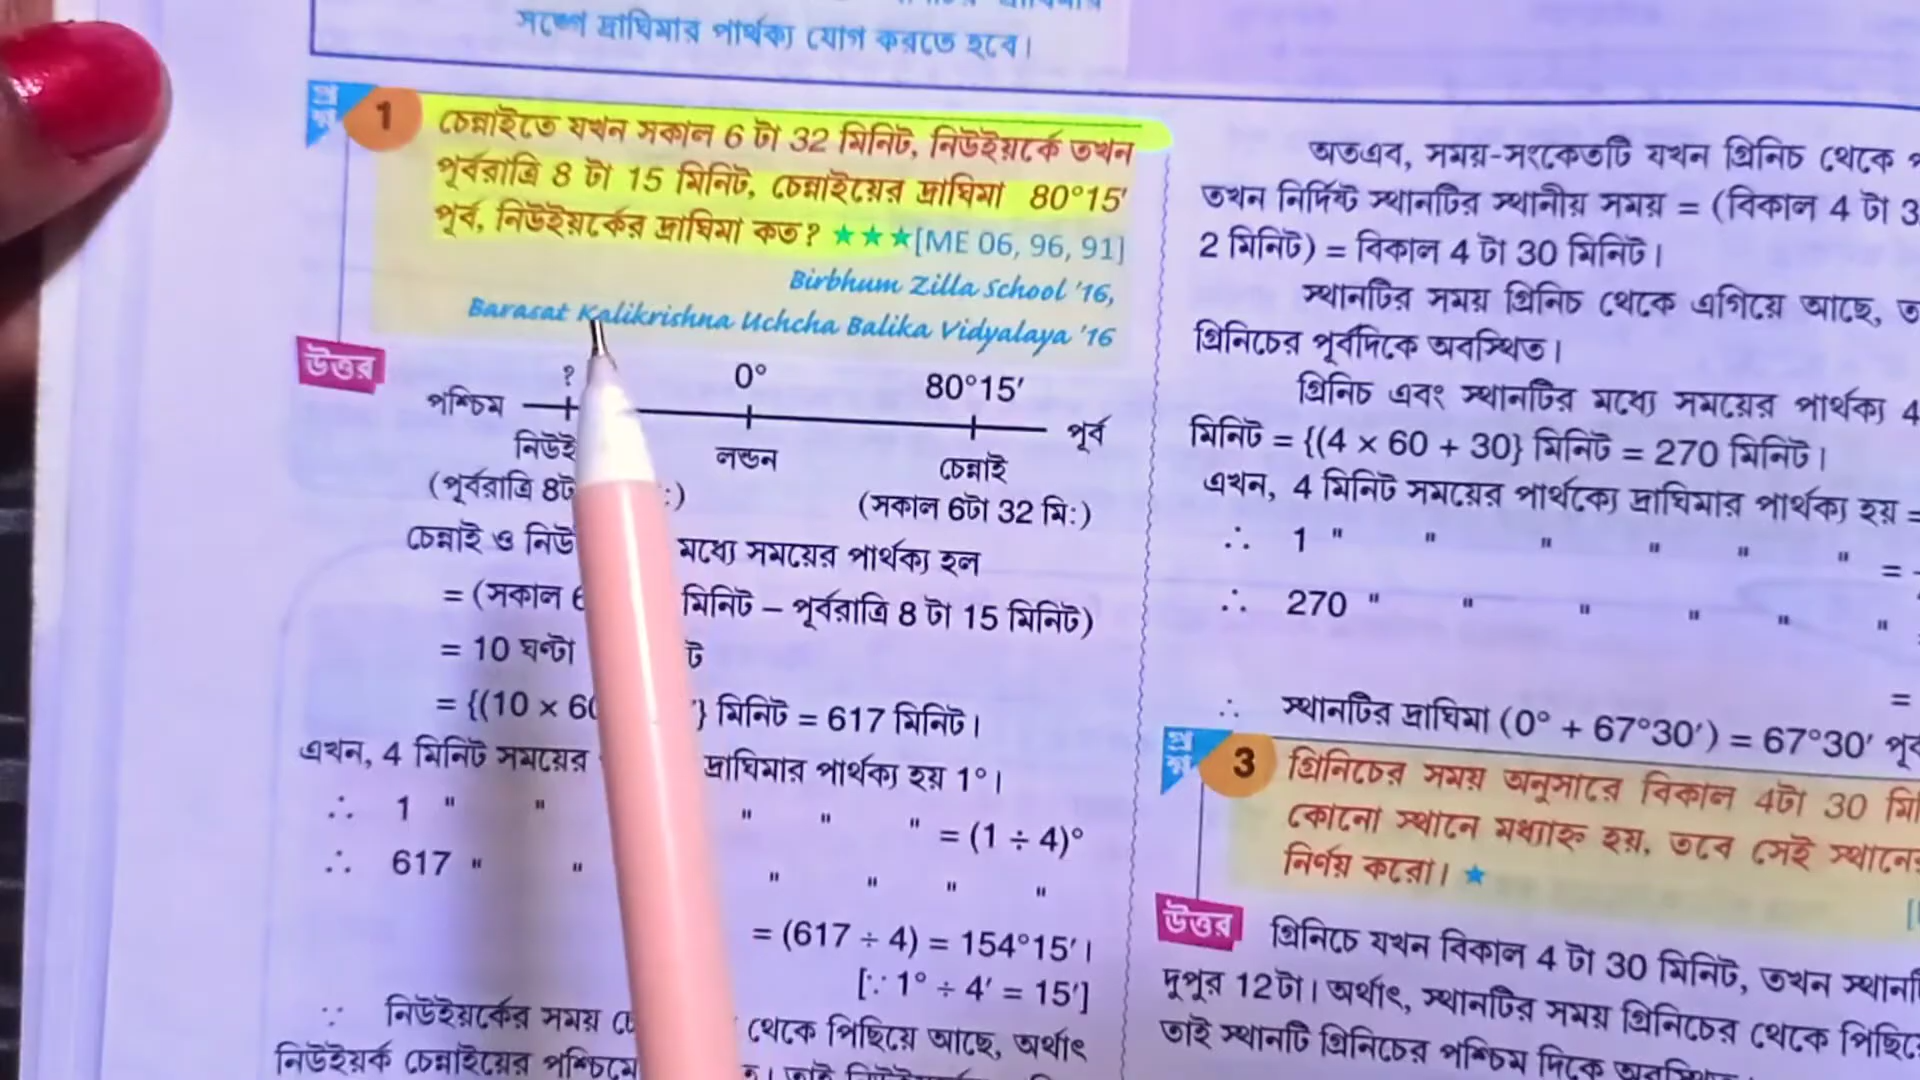 সঙ্গে দ্রাঘিমার পার্থক্য যোগ করতে হবে।
প্রশ্ন 1 চেন্নাইতে যখন সকাল 6 টা 32 মিনিট, নিউইয়র্কে তখন
পূর্বরাত্রি 8 টা 15 মিনিট, চেন্নাইয়ের দ্রাঘিমা 80°15′
পূর্ব, নিউইয়র্কের দ্রাঘিমা কত? ★★★[ME 06, 96, 91]
Birbhum Zilla School '16,
Barasat Kalikrishna Uchcha Balika Vidyalaya '16
উত্তর
? 0° 80°15′
পশ্চিম পূর্ব
লন্ডন চেন্নাই
(পূর্বরাত্রি :) (সকাল 6টা 32 মি:)
চেন্নাই ও মধ্যে সময়ের পার্থক্য হল
= (সকাল মিনিট – পূর্বরাত্রি 8 টা 15 মিনিট)
= 10 ঘণ্টা
= {(10 × } মিনিট = 617 মিনিট।
এখন, 4 মিনিট সময়ের দ্রাঘিমার পার্থক্য হয় 1°।
∴ 1 " " " " " = (1 ÷ 4)°
∴ 617 " " " " " "
= (617 ÷ 4) = 154°15′।
[∵ 1° ÷ 4′ = 15′]
∵ নিউইয়র্কের সময় থেকে পিছিয়ে আছে, অর্থাৎ
নিউইয়র্ক চেন্নাইয়ের পশ্চিমে
অতএব, সময়-সংকেতটি যখন গ্রিনিচ থেকে
তখন নির্দিষ্ট স্থানটির স্থানীয় সময় = (বিকাল 4 টা
2 মিনিট) = বিকাল 4 টা 30 মিনিট।
স্থানটির সময় গ্রিনিচ থেকে এগিয়ে আছে,
গ্রিনিচের পূর্বদিকে অবস্থিত।
গ্রিনিচ এবং স্থানটির মধ্যে সময়ের পার্থক্য 4
মিনিট = {(4 × 60 + 30} মিনিট = 270 মিনিট।
এখন, 4 মিনিট সময়ের পার্থক্যে দ্রাঘিমার পার্থক্য হয় =
∴ 1 " " " " " " =
∴ 270 " " " " " "
=
∴ স্থানটির দ্রাঘিমা (0° + 67°30′) = 67°30′
প্রশ্ন 3 গ্রিনিচের সময় অনুসারে বিকাল 4টা 30
কোনো স্থানে মধ্যাহ্ন হয়, তবে সেই
নির্ণয় করো। ★
উত্তর গ্রিনিচে যখন বিকাল 4 টা 30 মিনিট, তখন
দুপুর 12টা। অর্থাৎ, স্থানটির সময় গ্রিনিচের থেকে
তাই স্থানটি গ্রিনিচের পশ্চিম দিকে